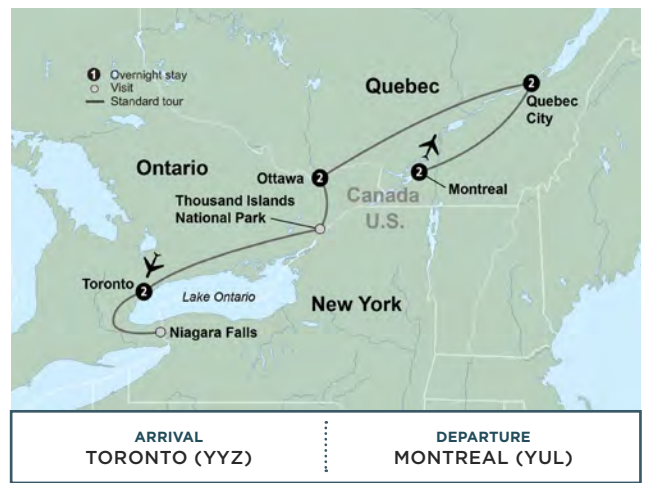 1 Overnight stay
Visit
Standard tour
Quebec
2
Quebec
City
Ontario
Ottawa 2
2
Montreal
Canada
U.S.
Thousand Islands
National Park
Toronto 2
Lake Ontario
New York
Niagara Falls
ARRIVAL
TORONTO (YYZ)
DEPARTURE
MONTREAL (YUL)